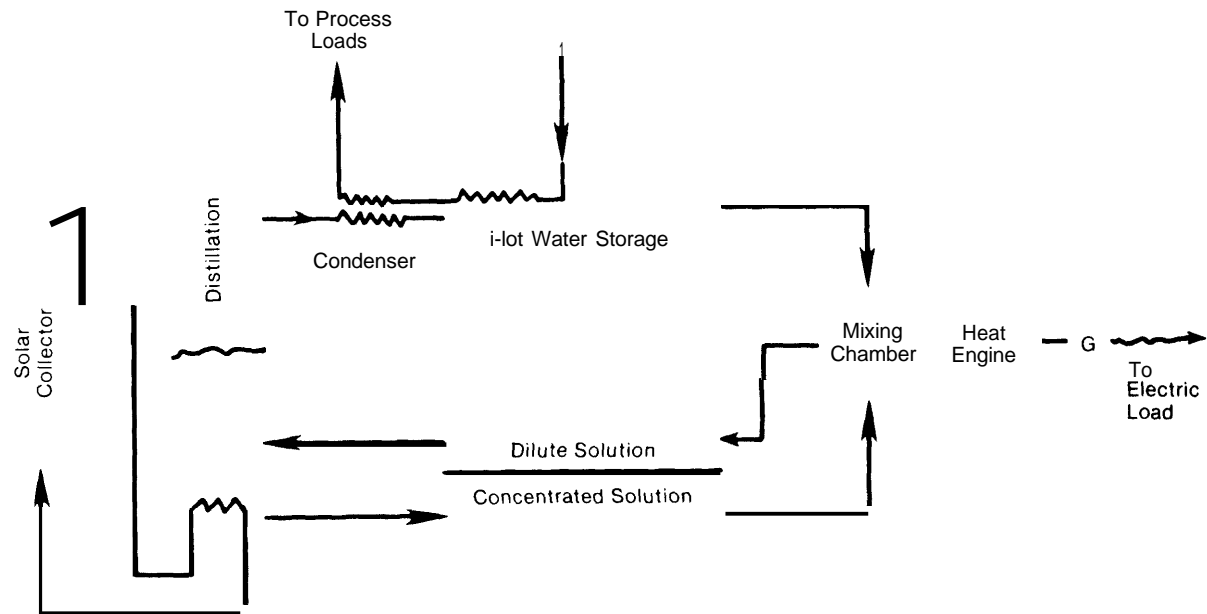 To Process
Loads
Distillation
i-lot Water Storage
Condenser
Solar
Collector
Mixing
Chamber
Heat
Engine
G
To
Electric
Load
Dilute Solution
Concentrated Solution